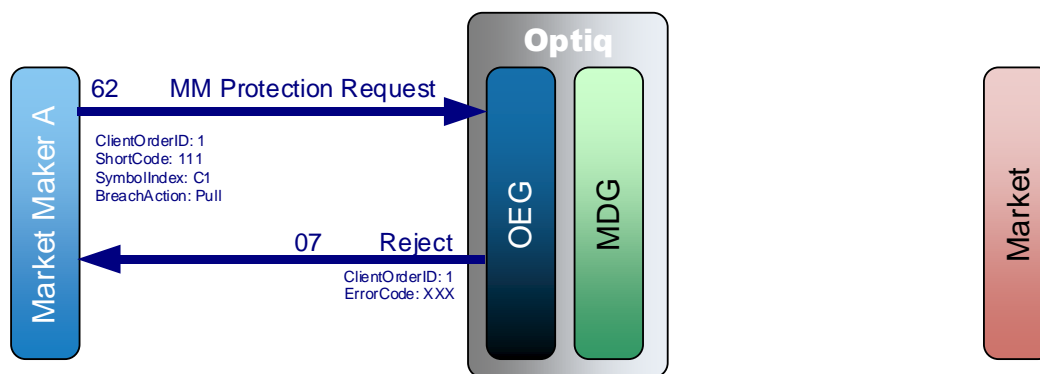 Optiq
62 MM Protection Request
Market Maker A
ClientOrderID: 1
ShortCode: 111
SymbolIndex: C1
BreachAction: Pull
OEG
MDG
Market
07 Reject
ClientOrderID: 1
ErrorCode: XXX